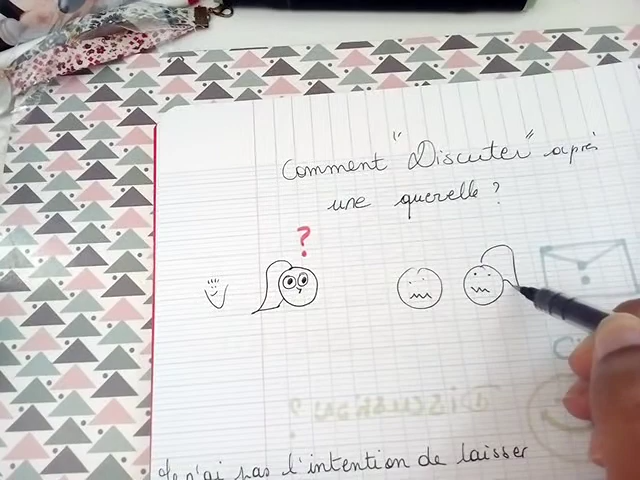 Comment "Discuter" après
une querelle ?
?
Je n'ai pas l'intention de laisser